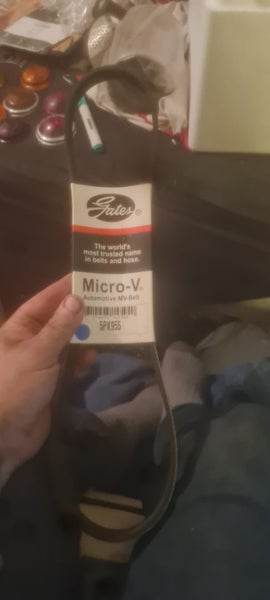 Gates®
The world's
most trusted name
in belts and hose.
Micro-V®
Automotive MV-Belt
5PK955